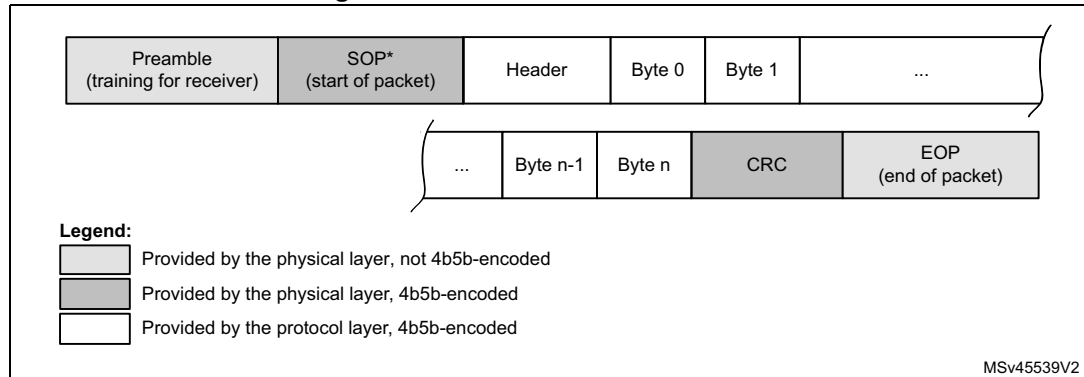 Preamble
(training for receiver)
SOP*
(start of packet)
Header
Byte 0
Byte 1
...
...
Byte n-1
Byte n
CRC
EOP
(end of packet)
Legend:
Provided by the physical layer, not 4b5b-encoded
Provided by the physical layer, 4b5b-encoded
Provided by the protocol layer, 4b5b-encoded
MSv45539V2